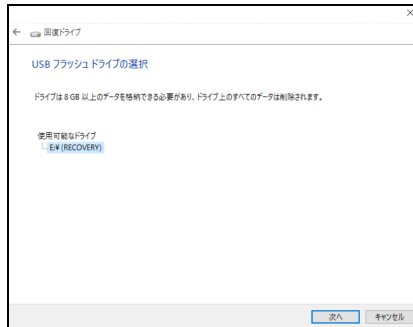 回復ドライブ
USB フラッシュ ドライブの選択
ドライブは 8 GB 以上のデータを格納できる必要があり、ドライブ上のすべてのデータは削除されます。
使用可能なドライブ
E:¥ (RECOVERY)
次へ キャンセル